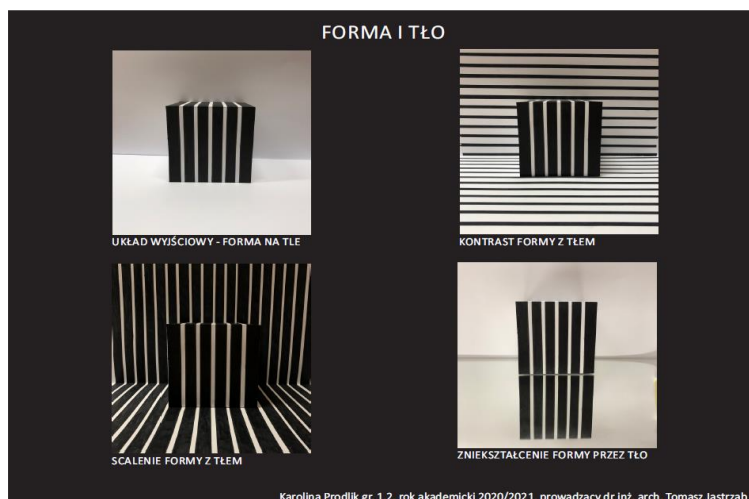 FORMA I TŁO
UKŁAD WYJŚCIOWY - FORMA NA TLE
KONTRAST FORMY Z TŁEM
SCALENIE FORMY Z TŁEM
ZNIEKSZTAŁCENIE FORMY PRZEZ TŁO
Karolina Prodlik gr. 1.2, rok akademicki 2020/2021, prowadzący dr inż. arch. Tomasz Jastrząb